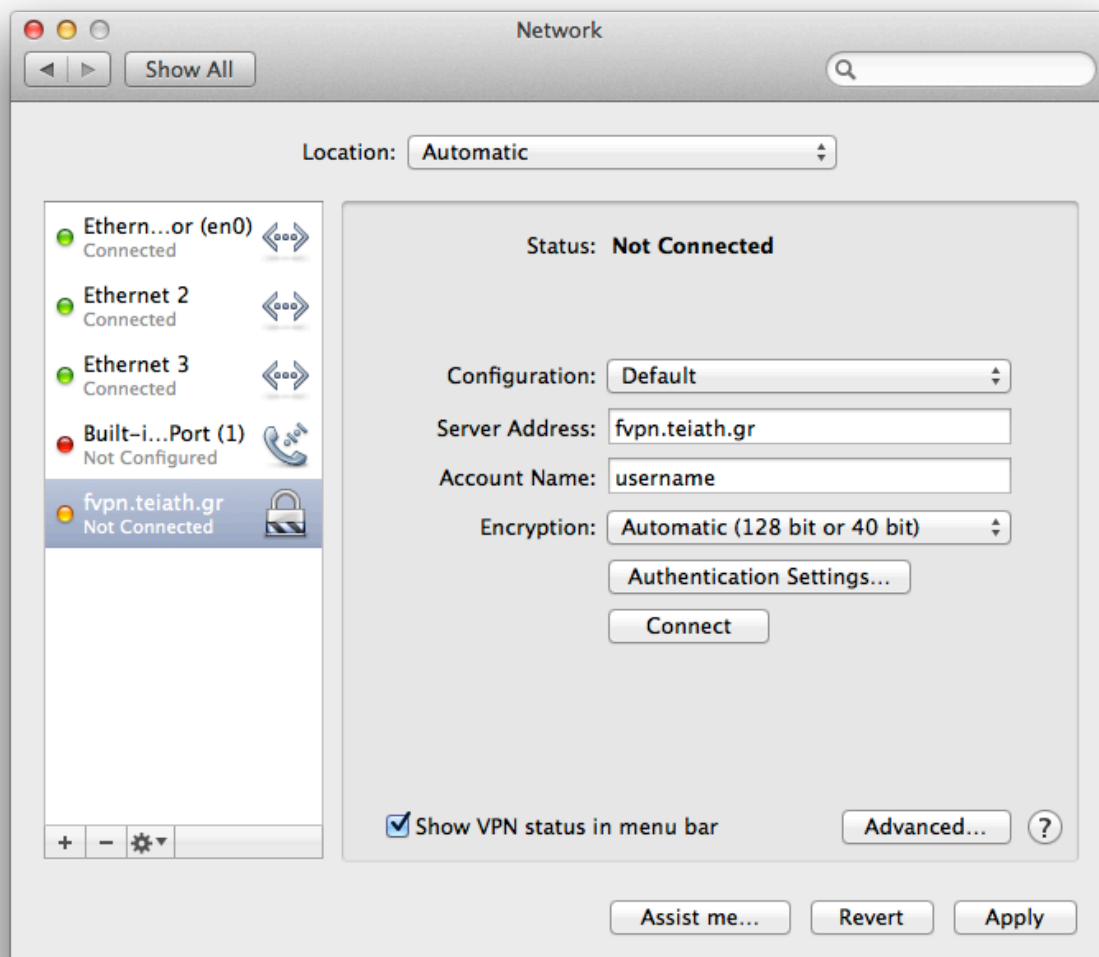 Network
Show All
Location: Automatic
Ethern...or (en0)
Connected
Ethernet 2
Connected
Ethernet 3
Connected
Built-i...Port (1)
Not Configured
fvpn.teiath.gr
Not Connected
Status: Not Connected
Configuration: Default
Server Address: fvpn.teiath.gr
Account Name: username
Encryption: Automatic (128 bit or 40 bit)
Authentication Settings...
Connect
Show VPN status in menu bar
Advanced...
?
Assist me...
Revert
Apply